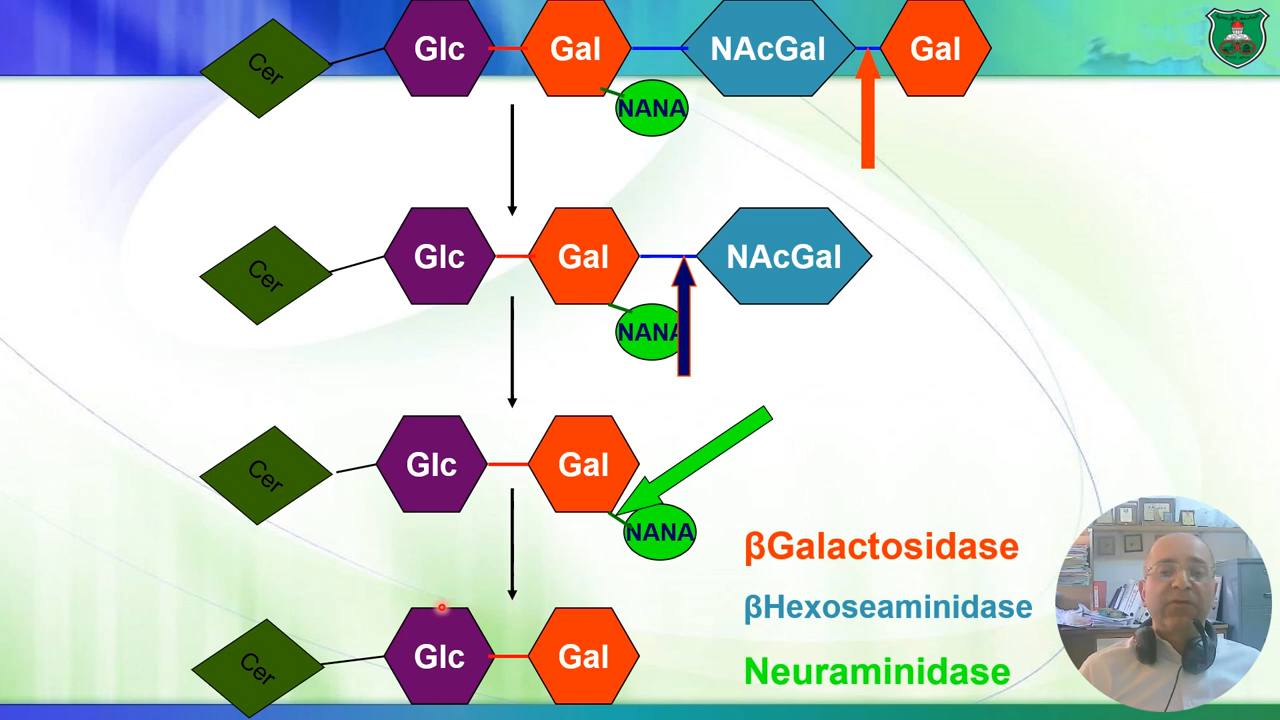 Cer Glc Gal NAcGal Gal
NANA
Cer Glc Gal NAcGal
NANA
Cer Glc Gal
NANA
βGalactosidase
βHexoseaminidase
Neuraminidase
Cer Glc Gal